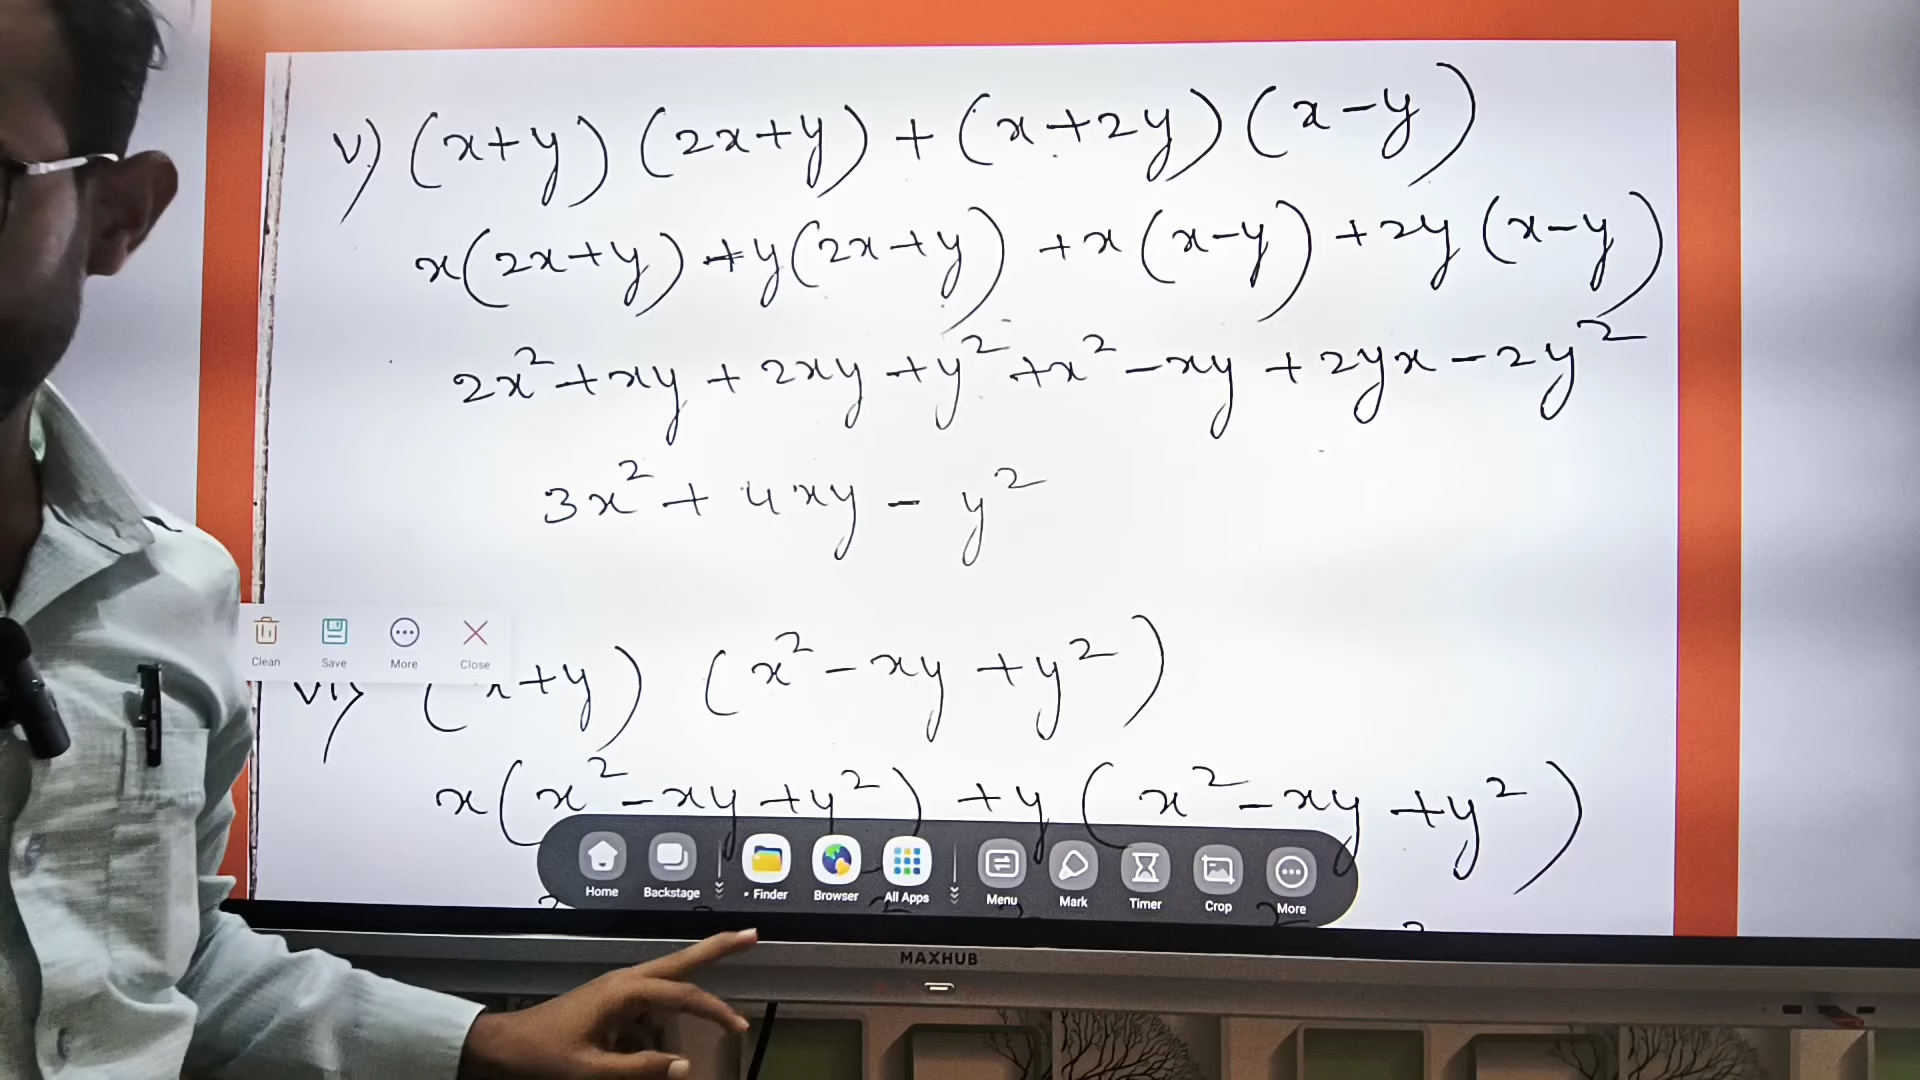 v) (x+y) (2x+y) + (x+2y) (x-y)
x(2x+y) +y(2x+y) +x(x-y) +2y(x-y)
2x²+xy + 2xy +y² +x² -xy + 2yx - 2y²
3x² + 4xy - y²
Clean Save More Close
vi) (x+y) (x² - xy +y²)
x(x² - xy +y²) +y (x² - xy +y²)
Home Backstage • Finder Browser All Apps Menu Mark Timer Crop More
MAXHUB